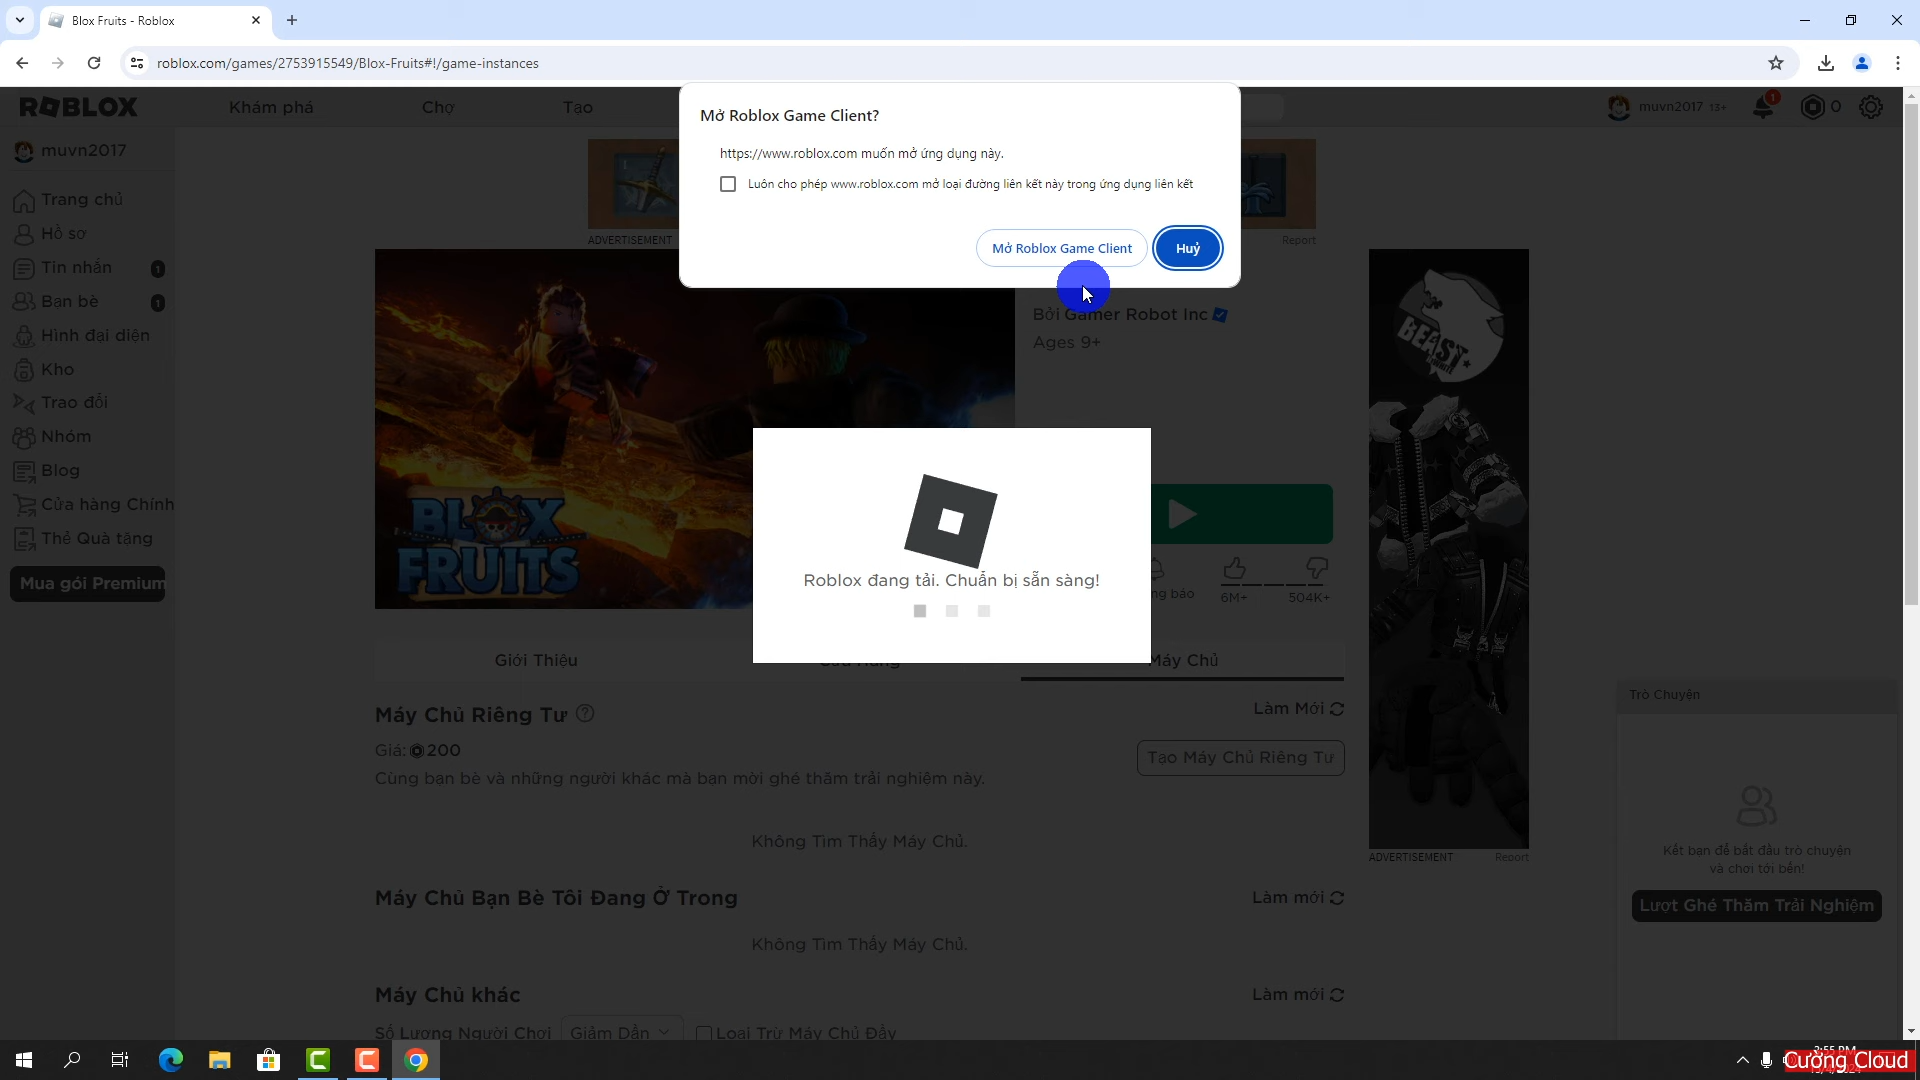 Blox Fruits - Roblox
roblox.com/games/2753915549/Blox-Fruits#!/game-instances
ROBLOX
Khám phá
Chợ
Tạo
muvn2017 13+
1
0
Mở Roblox Game Client?
https://www.roblox.com muốn mở ứng dụng này.
Luôn cho phép www.roblox.com mở loại đường liên kết này trong ứng dụng liên kết
Mở Roblox Game Client
Huỷ
muvn2017
Trang chủ
Hồ sơ
Tin nhắn 1
Bạn bè 1
Hình đại diện
Kho
Trao đổi
Nhóm
Blog
Cửa hàng Chính
Thẻ Quà tặng
Mua gói Premium
ADVERTISEMENT
Report
BLOX
FRUITS
Bởi Gamer Robot Inc
Ages 9+
BEAST
Roblox đang tải. Chuẩn bị sẵn sàng!
6M+
504K+
Giới Thiệu
Máy Chủ
Máy Chủ Riêng Tư
Làm Mới
Giá: 200
Tạo Máy Chủ Riêng Tư
Cùng bạn bè và những người khác mà bạn mời ghé thăm trải nghiệm này.
Không Tìm Thấy Máy Chủ.
ADVERTISEMENT
Report
Máy Chủ Bạn Bè Tôi Đang Ở Trong
Làm mới
Không Tìm Thấy Máy Chủ.
Máy Chủ khác
Làm mới
Số Lượng Người Chơi
Giảm Dần
Loại Trừ Máy Chủ Đầy
Trò Chuyện
Kết bạn để bắt đầu trò chuyện
và chơi tới bến!
Lượt Ghé Thăm Trải Nghiệm
Cường Cloud